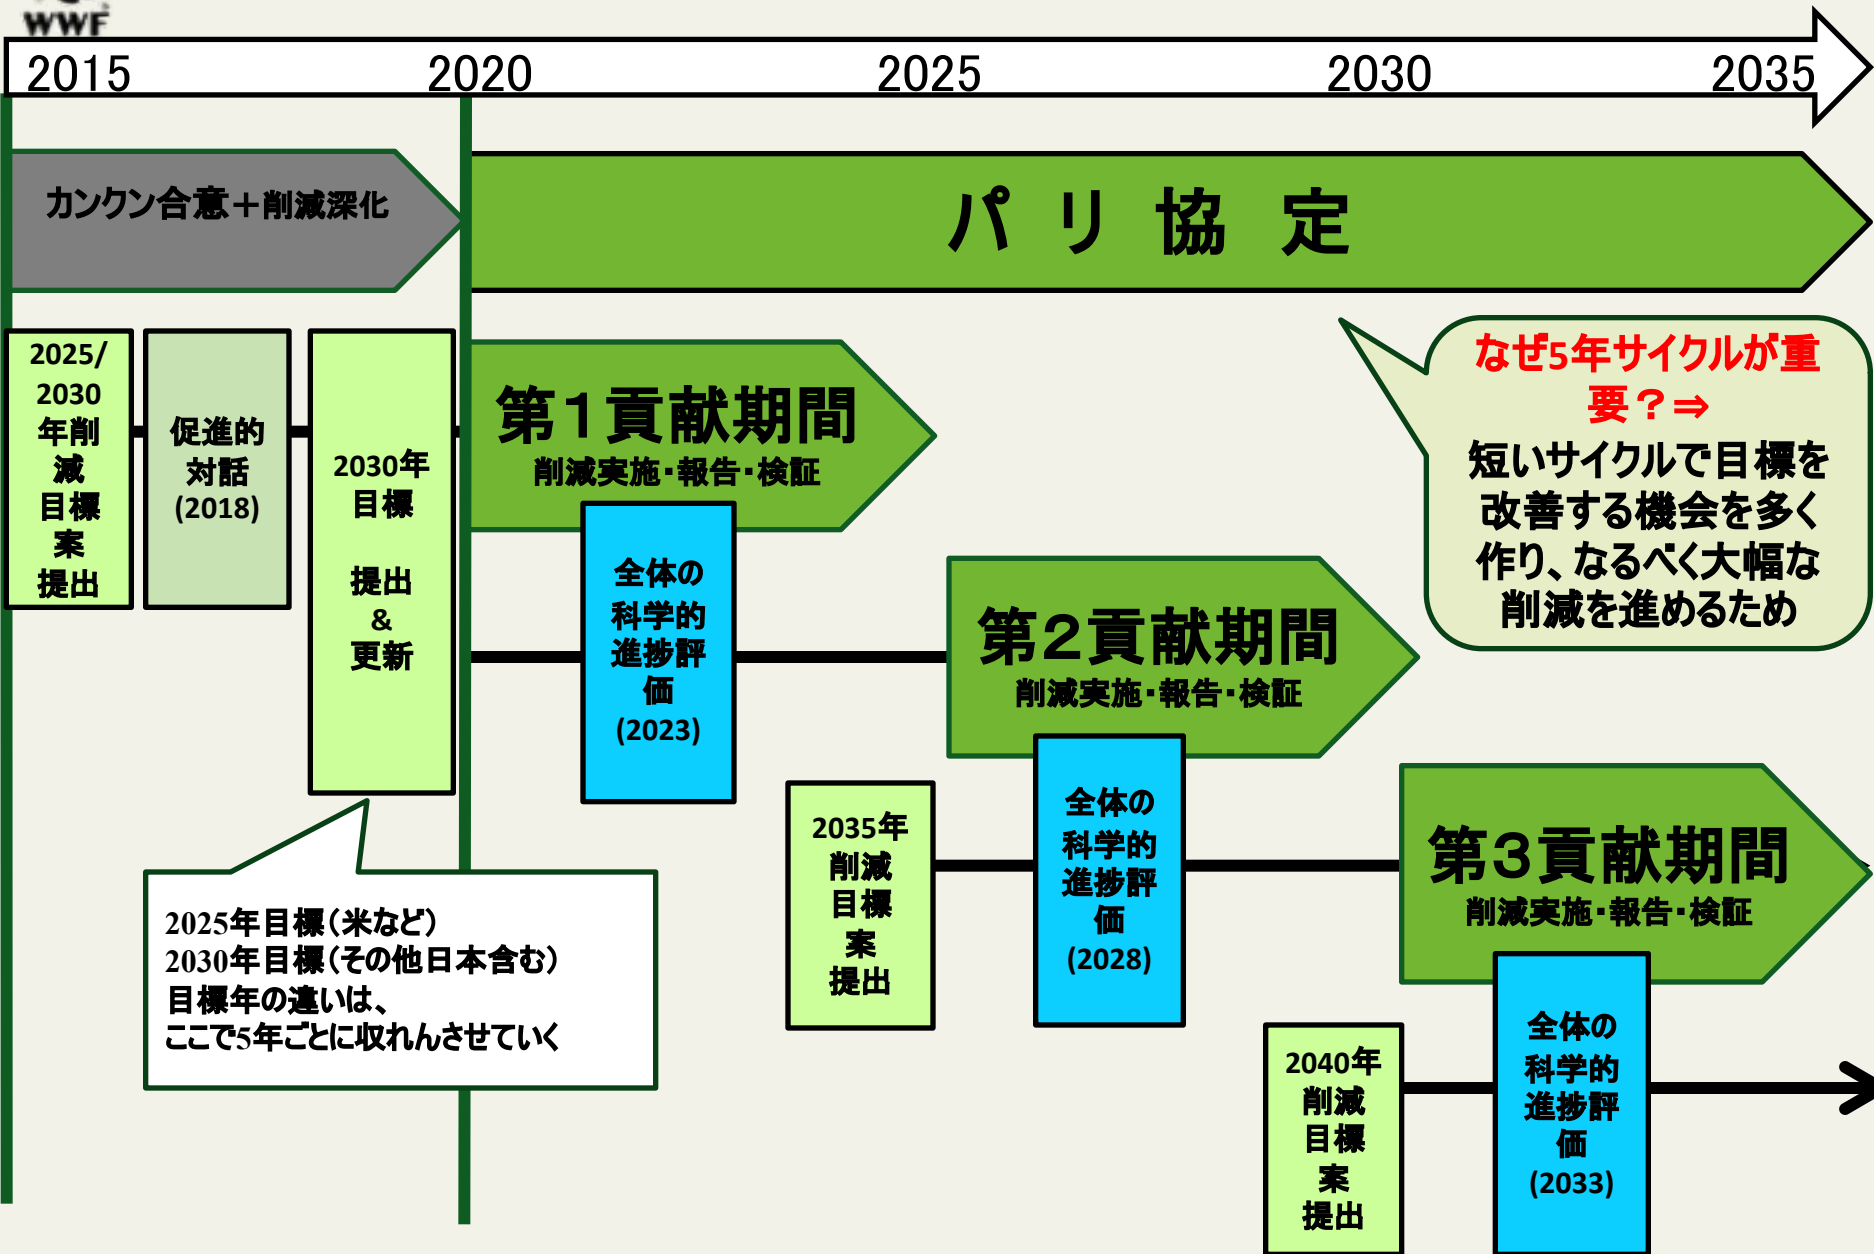 WWF
2015
2020
2025
2030
2035
カンクン合意＋削減深化
パリ協定
2025/
2030
年削
減
目標
案
提出
促進的
対話
(2018)
2030年
目標
提出
&
更新
第１貢献期間
削減実施・報告・検証
全体の
科学的
進捗評
価
(2023)
なぜ5年サイクルが重
要？⇒
短いサイクルで目標を
改善する機会を多く
作り、なるべく大幅な
削減を進めるため
第２貢献期間
削減実施・報告・検証
2035年
削減
目標
案
提出
全体の
科学的
進捗評
価
(2028)
第３貢献期間
削減実施・報告・検証
2025年目標（米など）
2030年目標（その他日本含む）
目標年の違いは、
ここで5年ごとに収れんさせていく
2040年
削減
目標
案
提出
全体の
科学的
進捗評
価
(2033)